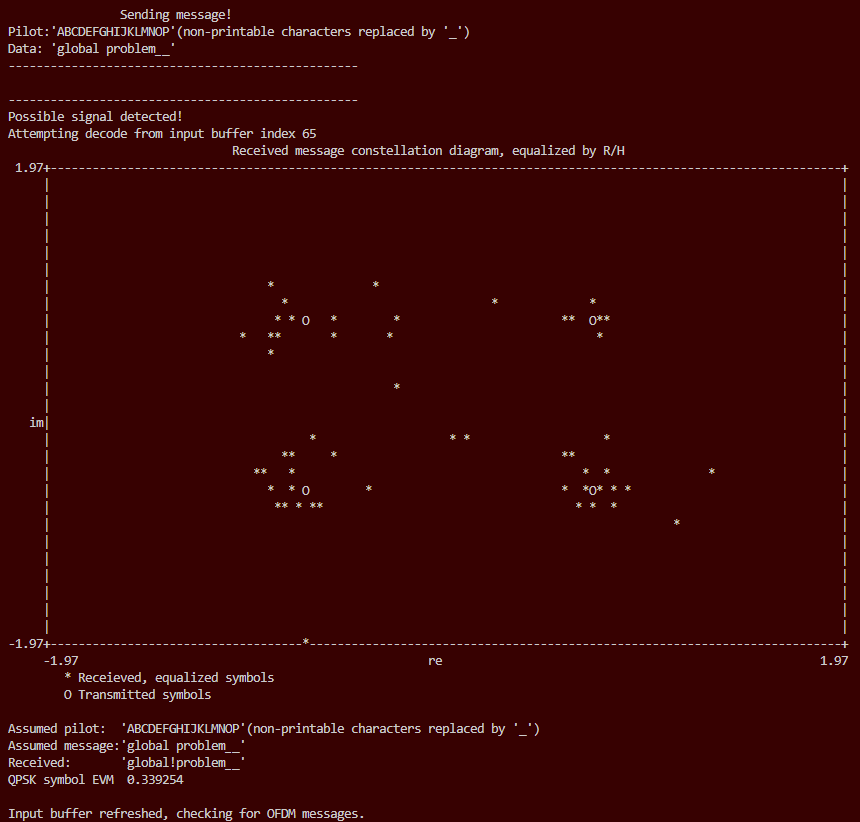 Sending message!
Pilot:'ABCDEFGHIJKLMNOP'(non-printable characters replaced by '_')
Data: 'global problem__'
--------------------------------------------------
--------------------------------------------------
Possible signal detected!
Attempting decode from input buffer index 65
Received message constellation diagram, equalized by R/H
1.97
im
-1.97
-1.97 re 1.97
* Receieved, equalized symbols
O Transmitted symbols
Assumed pilot:  'ABCDEFGHIJKLMNOP'(non-printable characters replaced by '_')
Assumed message:'global problem__'
Received:       'global!problem__'
QPSK symbol EVM  0.339254
Input buffer refreshed, checking for OFDM messages.